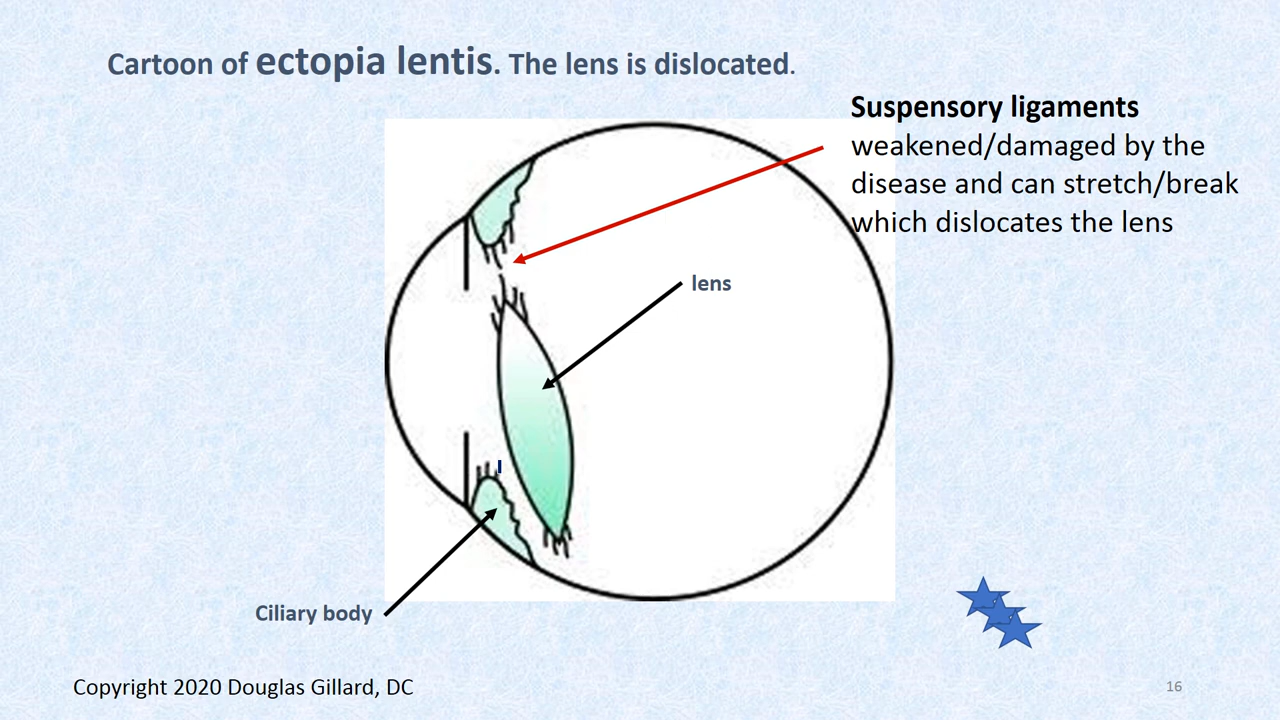 Cartoon of ectopia lentis. The lens is dislocated.
Suspensory ligaments
weakened/damaged by the
disease and can stretch/break
which dislocates the lens
lens
Ciliary body
Copyright 2020 Douglas Gillard, DC
16